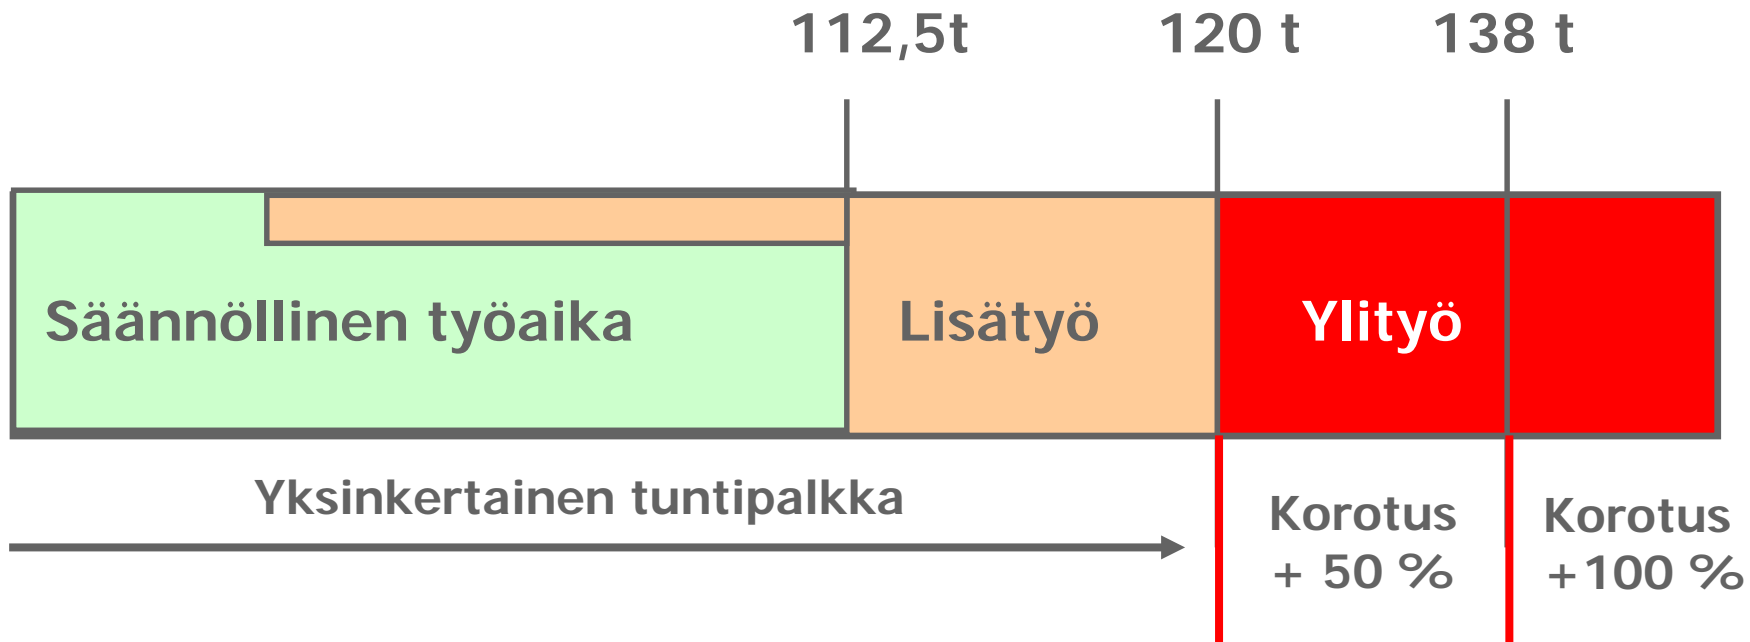 112,5t 120 t 138 t
Säännöllinen työaika Lisätyö Ylityö
Yksinkertainen tuntipalkka
Korotus
+ 50 %
Korotus
+100 %